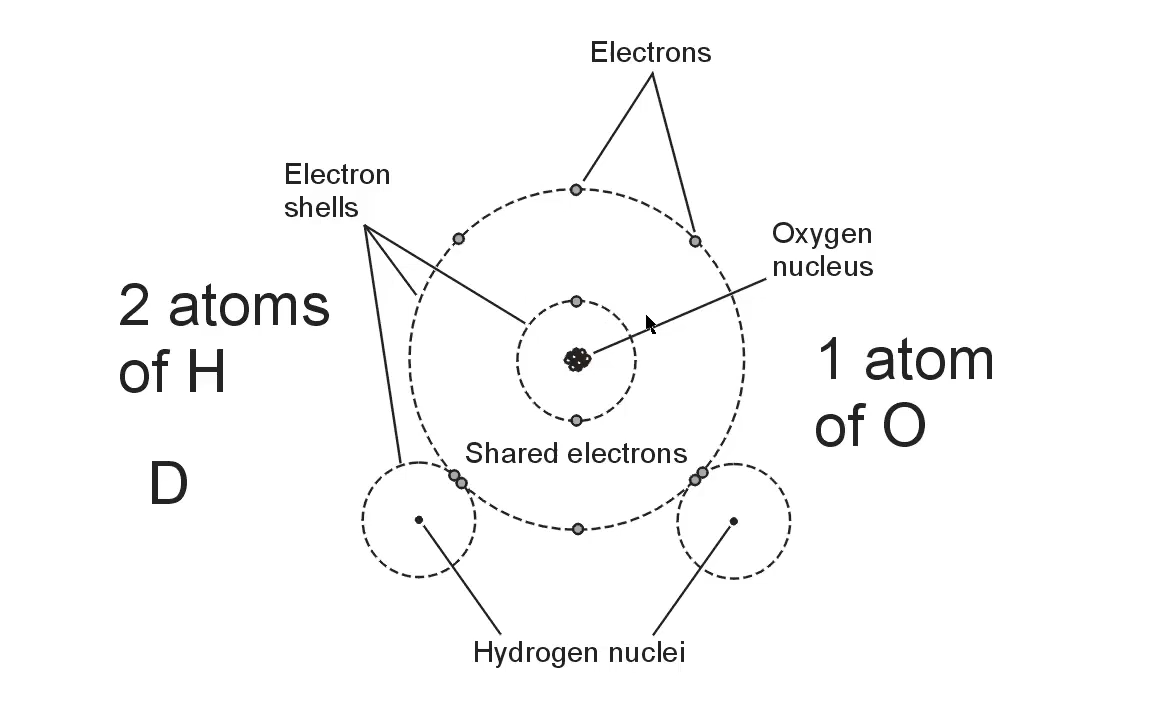 Electrons
Electron
shells
Oxygen
nucleus
2 atoms
of H
1 atom
of O
Shared electrons
D
Hydrogen nuclei